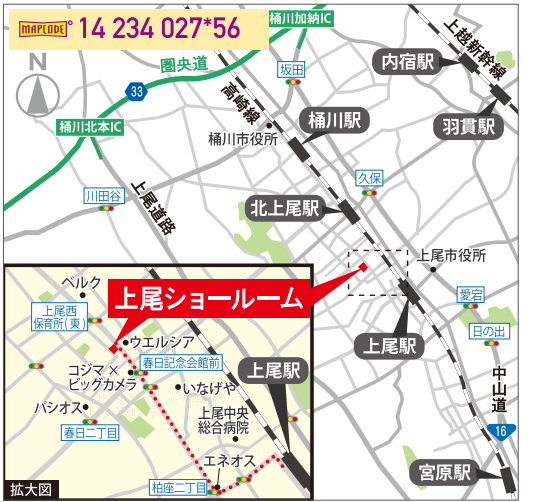 MAPCODE® 14 234 027*56
桶川加納IC
N
圏央道
坂田
内宿駅
上越新幹線
羽貫駅
33
高崎線
桶川駅
桶川北本IC
桶川市役所
川田谷
上尾道路
久保
北上尾駅
上尾市役所
愛宕
日の出
上尾駅
中山道
16
宮原駅
上尾ショールーム
ベルク
上尾西
保育所(東)
ウエルシア
春日記念会館前
コジマ×
ビックカメラ
いなげや
上尾駅
パシオス
春日二丁目
上尾中央
総合病院
エネオス
柏座二丁目
拡大図